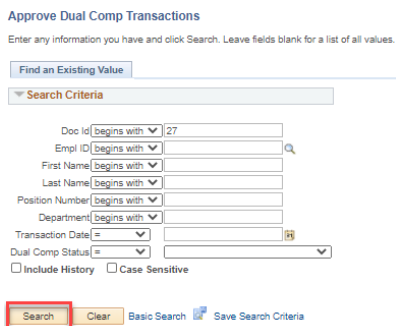 Approve Dual Comp Transactions
Enter any information you have and click Search. Leave fields blank for a list of all values.
Find an Existing Value
Search Criteria
Doc Id begins with 27
Empl ID begins with
First Name begins with
Last Name begins with
Position Number begins with
Department begins with
Transaction Date =
Dual Comp Status =
Include History Case Sensitive
Search Clear Basic Search Save Search Criteria